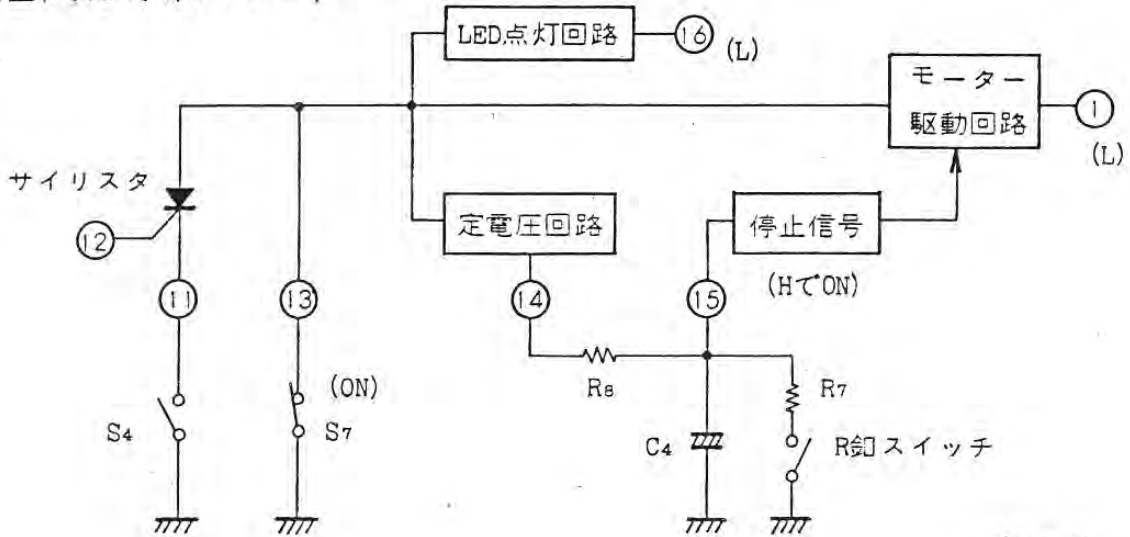 LED点灯回路
⑯
(L)
モーター
駆動回路
①
(L)
サイリスタ
⑫
定電圧回路
停止信号
(HでON)
⑪
⑬
⑭
⑮
R8
R7
(ON)
S4
S7
C4
R釦スイッチ